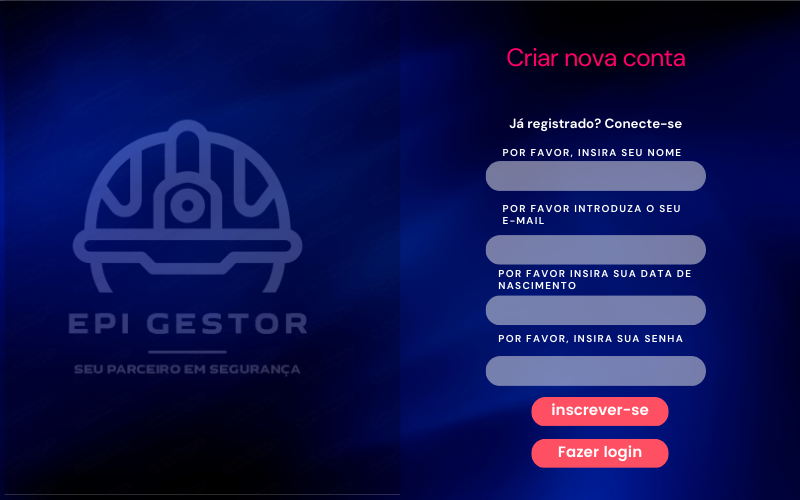 EPI GESTOR
SEU PARCEIRO EM SEGURANÇA
Criar nova conta
Já registrado? Conecte-se
POR FAVOR, INSIRA SEU NOME
POR FAVOR INTRODUZA O SEU
E-MAIL
POR FAVOR INSIRA SUA DATA DE
NASCIMENTO
POR FAVOR, INSIRA SUA SENHA
inscrever-se
Fazer login